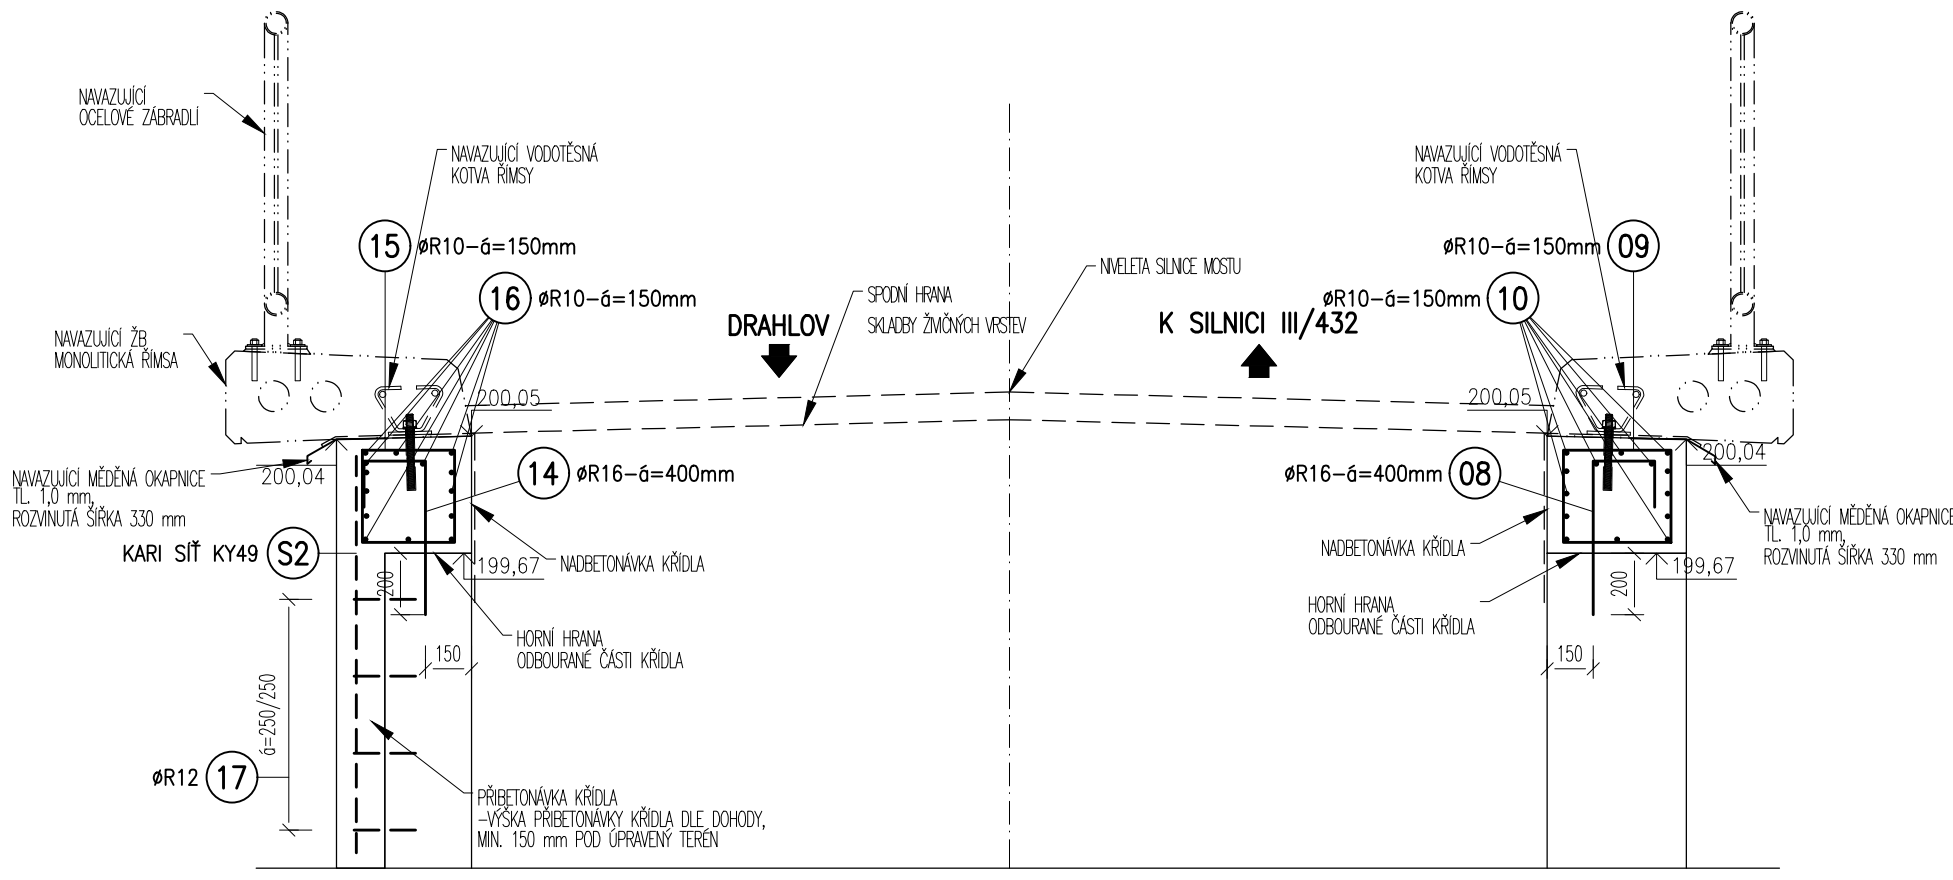 NAVAZUJÍCÍ
OCELOVÉ ZÁBRADLÍ
NAVAZUJÍCÍ VODOTĚSNÁ
KOTVA ŘÍMSY
NAVAZUJÍCÍ VODOTĚSNÁ
KOTVA ŘÍMSY
15 øR10-á=150mm
øR10-á=150mm 09
16 øR10-á=150mm
NIVELETA SILNICE MOSTU
øR10-á=150mm 10
SPODNÍ HRANA
SKLADBY ŽIVIČNÝCH VRSTEV
DRAHLOV
K SILNICI III/432
NAVAZUJÍCÍ ŽB
MONOLITICKÁ ŘÍMSA
200,05
200,05
200,04
200,04
NAVAZUJÍCÍ MĚDĚNÁ OKAPNICE
TL. 1,0 mm,
ROZVINUTÁ ŠÍŘKA 330 mm
14 øR16-á=400mm
øR16-á=400mm 08
NAVAZUJÍCÍ MĚDĚNÁ OKAPNICE
TL. 1,0 mm,
ROZVINUTÁ ŠÍŘKA 330 mm
KARI SÍŤ KY49 S2
NADBETONÁVKA KŘÍDLA
NADBETONÁVKA KŘÍDLA
199,67
199,67
200
200
HORNÍ HRANA
ODBOURANÉ ČÁSTI KŘÍDLA
HORNÍ HRANA
ODBOURANÉ ČÁSTI KŘÍDLA
150
150
á=250/250
øR12 17
PŘIBETONÁVKA KŘÍDLA
-VÝŠKA PŘIBETONÁVKY KŘÍDLA DLE DOHODY,
MIN. 150 mm POD ÚPRAVENÝ TERÉN